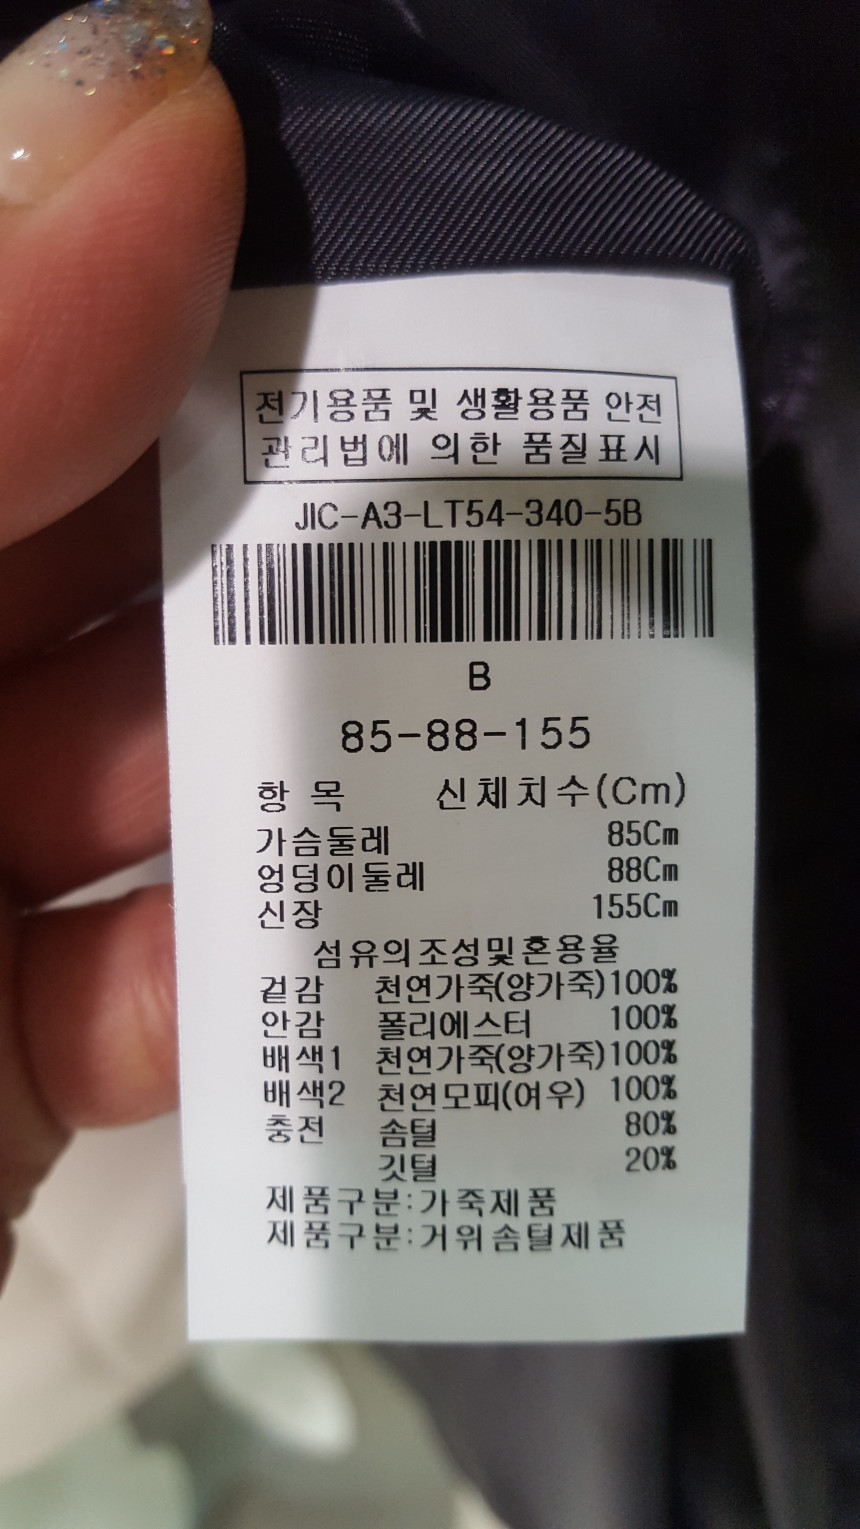 전기용품 및 생활용품 안전
관리법에 의한 품질표시
JIC-A3-LT54-340-5B
B
85-88-155
항 목 신체치수(Cm)
가슴둘레 85Cm
엉덩이둘레 88Cm
신장 155Cm
섬유의조성및혼용율
겉감 천연가죽(양가죽)100%
안감 폴리에스터 100%
배색1 천연가죽(양가죽)100%
배색2 천연모피(여우) 100%
충전 솜털 80%
깃털 20%
제품구분:가죽제품
제품구분:거위솜털제품